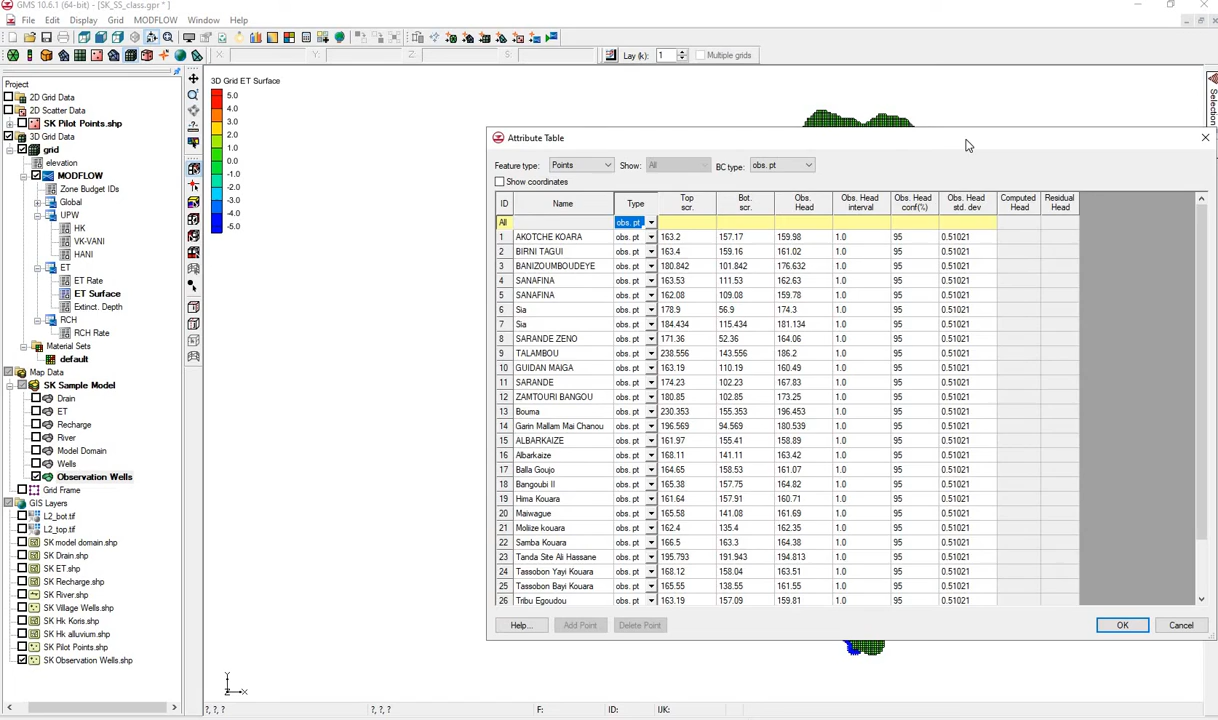 GMS 10.6.1 (64-bit) - [SK_SS_class.gpr * ]
File Edit Display Grid MODFLOW Window Help
X: Y: Z: S: Lay (k): 1 Multiple grids
Project
2D Grid Data
2D Scatter Data
SK Pilot Points.shp
3D Grid Data
grid
elevation
MODFLOW
Zone Budget IDs
Global
UPW
HK
VK-VANI
HANI
ET
ET Rate
ET Surface
Extinct. Depth
RCH
RCH Rate
Material Sets
default
Map Data
SK Sample Model
Drain
ET
Recharge
River
Model Domain
Wells
Observation Wells
Grid Frame
GIS Layers
L2_bot.tif
L2_top.tif
SK model domain.shp
SK Drain.shp
SK ET.shp
SK Recharge.shp
SK River.shp
SK Village Wells.shp
SK Hk Koris.shp
SK Hk alluvium.shp
SK Pilot Points.shp
SK Observation Wells.shp
3D Grid ET Surface
5.0
4.0
3.0
2.0
1.0
0.0
-1.0
-2.0
-3.0
-4.0
-5.0
Attribute Table
Feature type: Points Show: All BC type: obs. pt
Show coordinates
ID Name Type Top scr. Bot. scr. Obs. Head Obs. Head interval Obs. Head conf(%) Obs. Head std. dev Computed Head Residual Head
All obs. pt
1 AKOTCHE KOARA obs. pt 163.2 157.17 159.98 1.0 95 0.51021
2 BIRNI TAGUI obs. pt 163.4 159.16 161.02 1.0 95 0.51021
3 BANIZOUMBOUDEYE obs. pt 180.842 101.842 176.632 1.0 95 0.51021
4 SANAFINA obs. pt 163.53 111.53 162.63 1.0 95 0.51021
5 SANAFINA obs. pt 162.08 109.08 159.78 1.0 95 0.51021
6 Sia obs. pt 178.9 56.9 174.3 1.0 95 0.51021
7 Sia obs. pt 184.434 115.434 181.134 1.0 95 0.51021
8 SARANDE ZENO obs. pt 171.36 52.36 164.06 1.0 95 0.51021
9 TALAMBOU obs. pt 238.556 143.556 186.2 1.0 95 0.51021
10 GUIDAN MAIGA obs. pt 163.19 110.19 160.49 1.0 95 0.51021
11 SARANDE obs. pt 174.23 102.23 167.83 1.0 95 0.51021
12 ZAMTOURI BANGOU obs. pt 180.85 102.85 173.25 1.0 95 0.51021
13 Bouma obs. pt 230.353 155.353 196.453 1.0 95 0.51021
14 Garin Mallam Mai Chanou obs. pt 196.569 94.569 180.539 1.0 95 0.51021
15 ALBARKAIZE obs. pt 161.97 155.41 158.89 1.0 95 0.51021
16 Albarkaize obs. pt 168.11 141.11 163.42 1.0 95 0.51021
17 Balla Goujo obs. pt 164.65 158.53 161.07 1.0 95 0.51021
18 Bangoubi II obs. pt 165.38 157.75 164.82 1.0 95 0.51021
19 Hima Kouara obs. pt 161.64 157.91 160.71 1.0 95 0.51021
20 Maiwague obs. pt 165.58 141.08 161.69 1.0 95 0.51021
21 Moliize kouara obs. pt 162.4 135.4 162.35 1.0 95 0.51021
22 Samba Kouara obs. pt 166.5 163.3 164.38 1.0 95 0.51021
23 Tanda Site Ali Hassane obs. pt 195.793 191.943 194.813 1.0 95 0.51021
24 Tassobon Yayi Kouara obs. pt 168.12 158.04 163.51 1.0 95 0.51021
25 Tassobon Bayi Kouara obs. pt 165.55 138.55 161.55 1.0 95 0.51021
26 Tribu Egoudou obs. pt 163.19 157.09 159.81 1.0 95 0.51021
Help... Add Point Delete Point OK Cancel
Selection
Y
Z X
?, ?, ? ?, ?, ? F: ID: IJK: